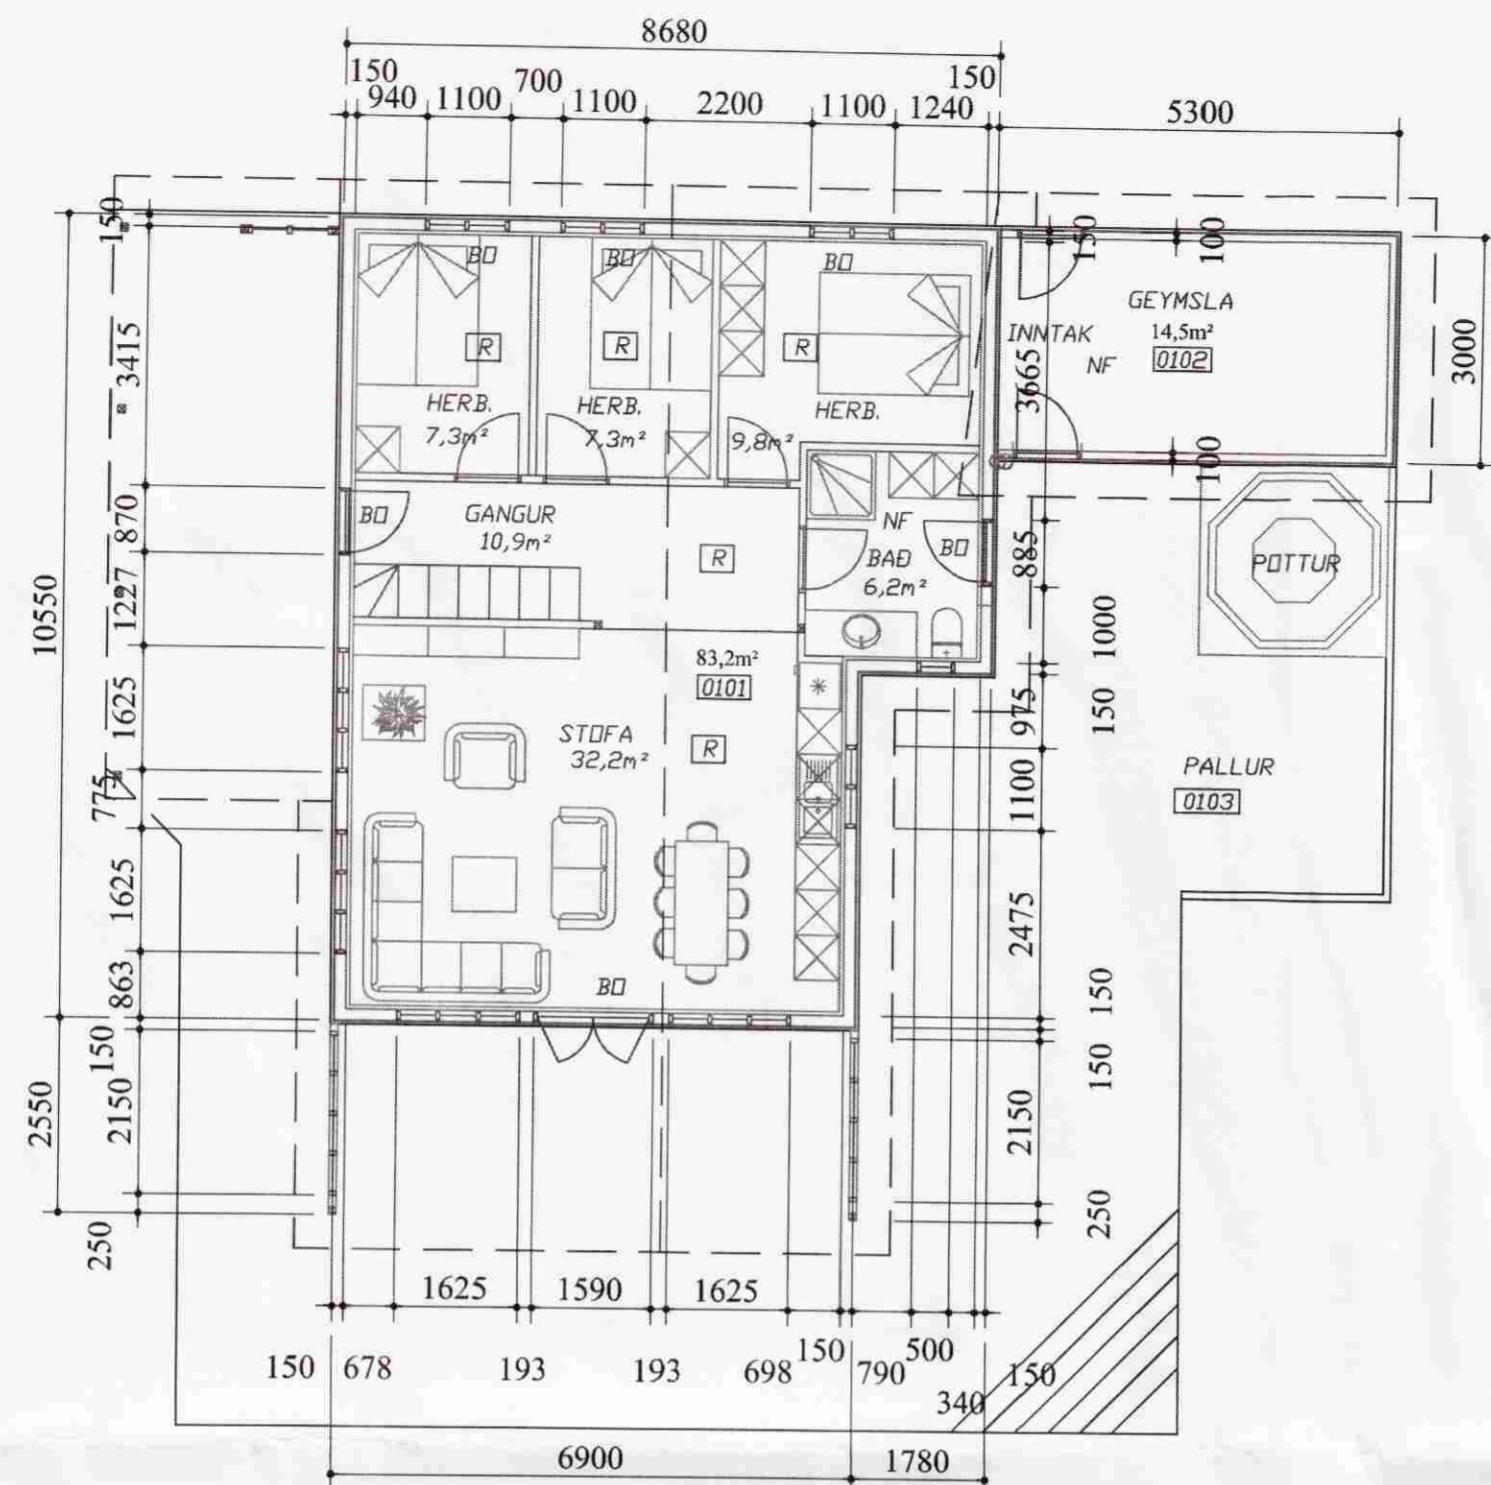 8680
150
700
150
940
1100
1100
2200
1100
1240
5300
150
150
100
BO
BO
BO
GEYMSLA
14,5m²
0102
INNTAK
NF
3415
3665
3000
R
R
R
HERB.
7,3m²
HERB.
7,3m²
HERB.
9,8m²
100
BO
GANGUR
10,9m²
NF
BO
BAÐ
6,2m²
R
870
885
POTTUR
10550
1227
1000
83,2m²
0101
1625
975
150
STOFA
32,2m²
R
PALLUR
0103
775
1100
1625
2475
863
BO
150
150
150
2550
2150
2150
250
250
1625
1590
1625
150
678
193
193
698
150
790
500
340
150
6900
1780